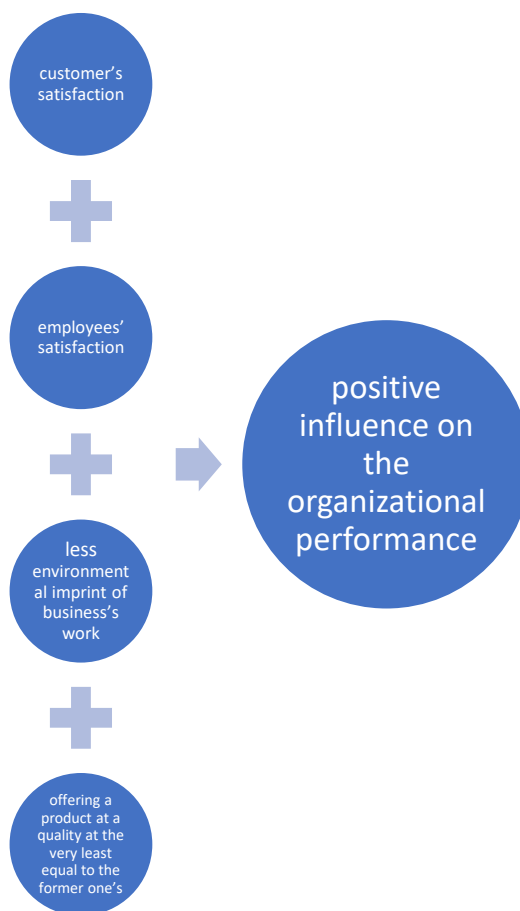 customer's
satisfaction
employees'
satisfaction
less
environment
al imprint of
business's
work
offering a
product at a
quality at the
very least
equal to the
former one's
positive
influence on
the
organizational
performance